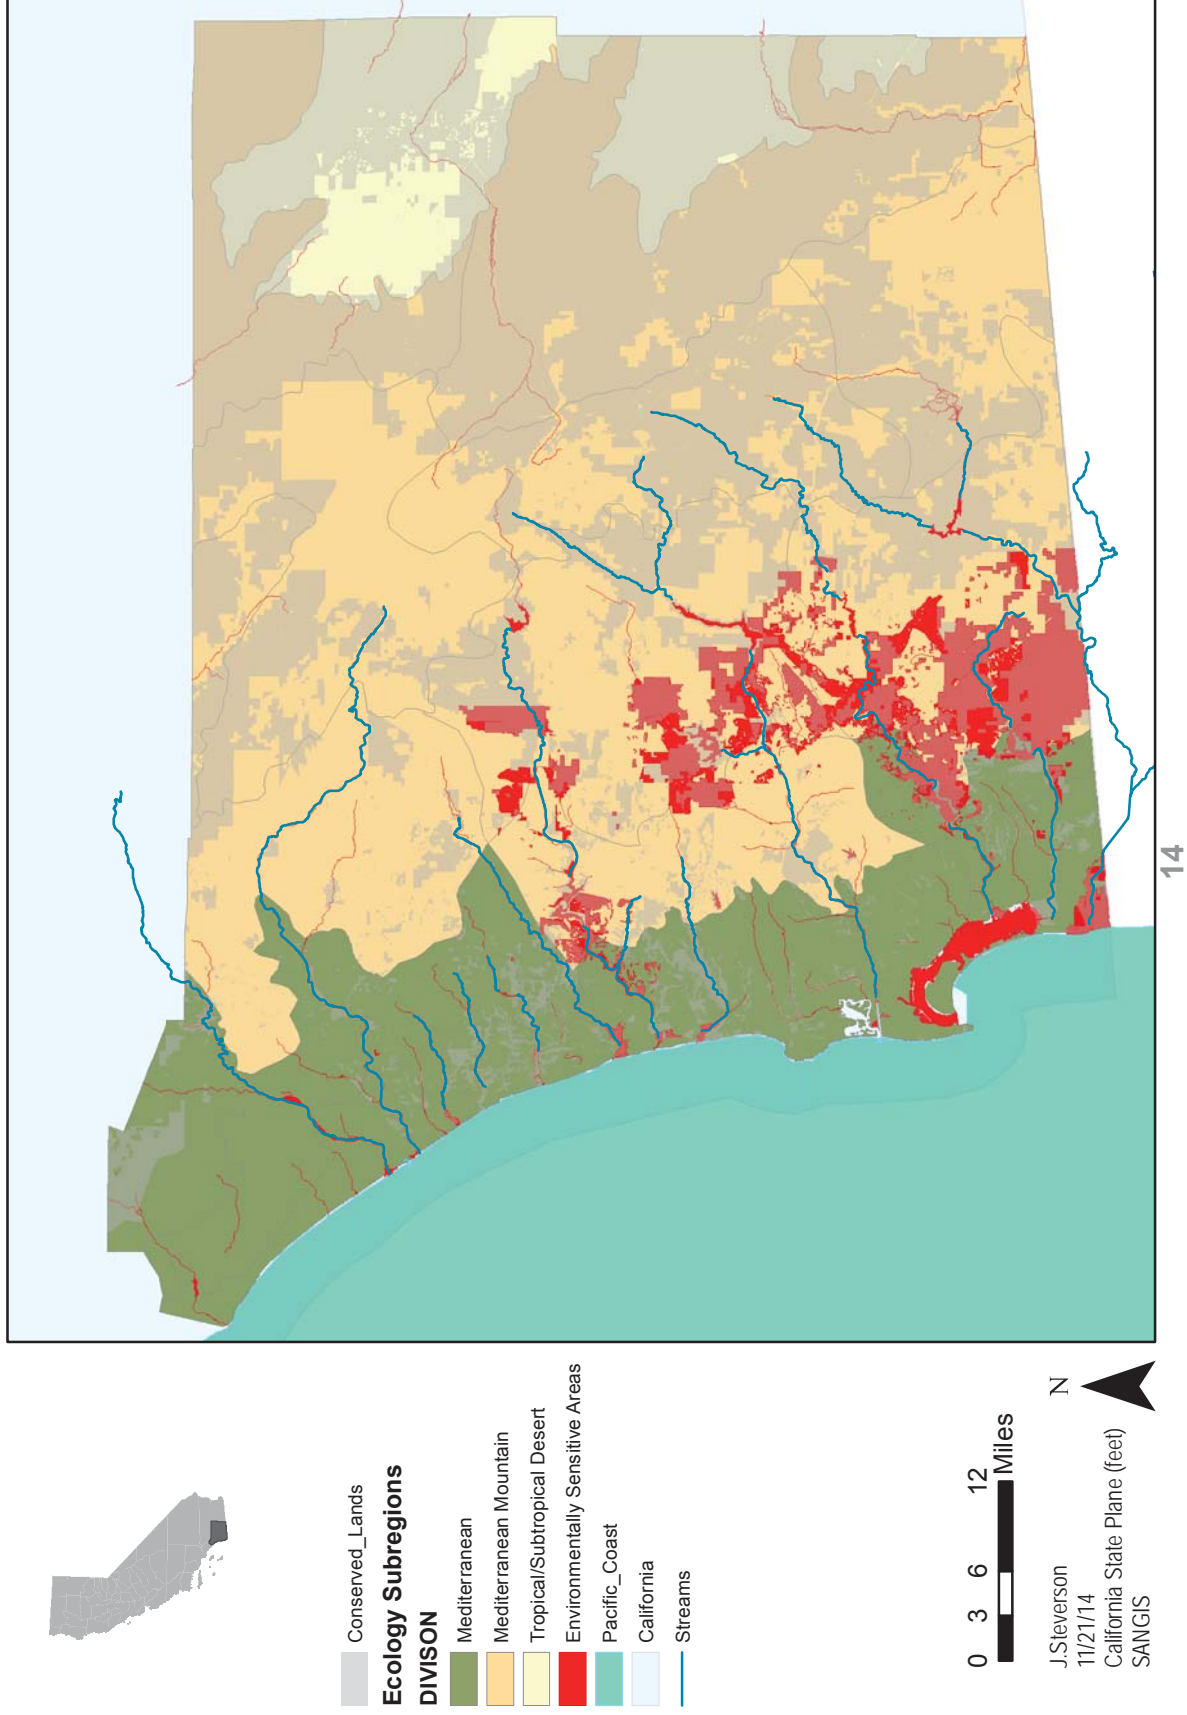 Conserved_Lands
Ecology Subregions
DIVISON
Mediterranean
Mediterranean Mountain
Tropical/Subtropical Desert
Environmentally Sensitive Areas
Pacific_Coast
California
Streams
0 3 6 12
Miles
N
J.Steverson
11/21/14
California State Plane (feet)
SANGIS
14